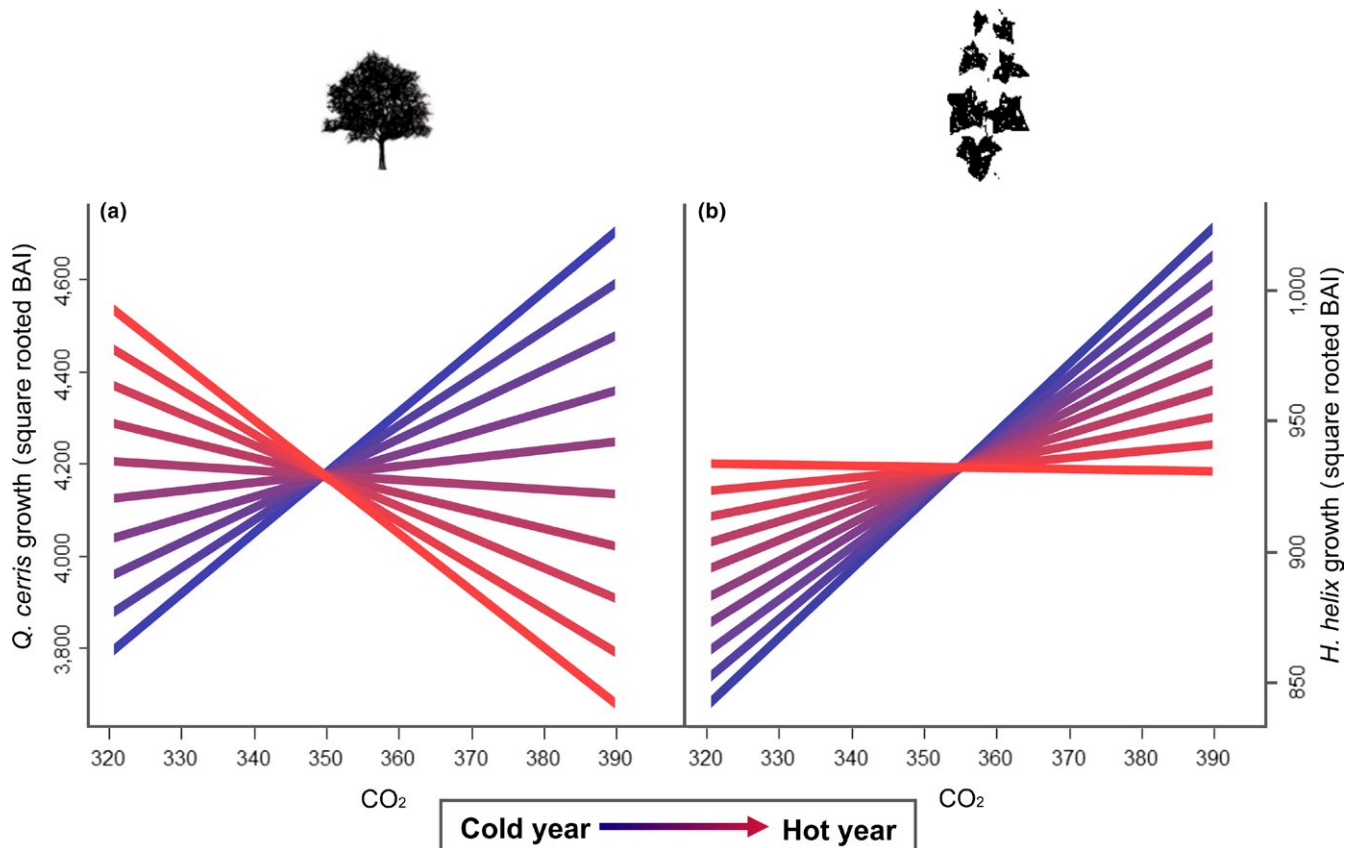 (a)
Q. cerris growth (square rooted BAI)
4,600
4,400
4,200
4,000
3,800
320 330 340 350 360 370 380 390
CO₂
(b)
1,000
950
900
850
H. helix growth (square rooted BAI)
320 330 340 350 360 370 380 390
CO₂
Cold year Hot year